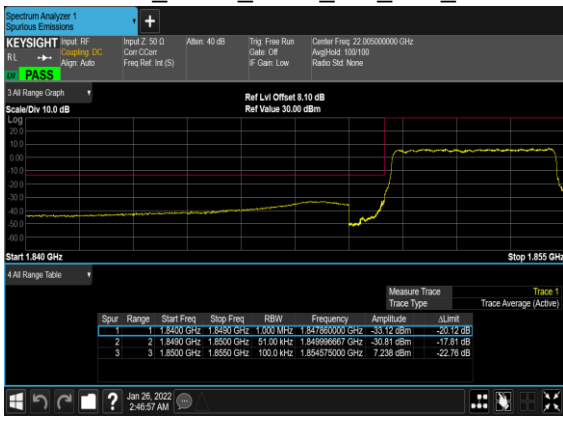 Spectrum Analyzer 1
Spurious Emissions
+
KEYSIGHT Input: RF Input Z: 50 Ω Atten: 40 dB Trig: Free Run Center Freq: 22.005000000 GHz
RL Coupling: DC Corr CCorr Gate: Off Avg|Hold: 100/100
Align: Auto Freq Ref: Int (S) IF Gain: Low Radio Std: None
PASS
3 All Range Graph
Ref Lvl Offset 8.10 dB
Scale/Div 10.0 dB Ref Value 30.00 dBm
Log
20.0
10.0
0.00
-10.0
-20.0
-30.0
-40.0
-50.0
-60.0
Start 1.840 GHz Stop 1.855 GHz
4 All Range Table
Measure Trace Trace 1
Trace Type Trace Average (Active)
Spur Range Start Freq Stop Freq RBW Frequency Amplitude ΔLimit
1 1 1.8400 GHz 1.8490 GHz 1.000 MHz 1.847860000 GHz -33.12 dBm -20.12 dB
2 2 1.8490 GHz 1.8500 GHz 51.00 kHz 1.849996667 GHz -30.81 dBm -17.81 dB
3 3 1.8500 GHz 1.8550 GHz 100.0 kHz 1.854575000 GHz 7.238 dBm -22.76 dB
? Jan 26, 2022
2:46:57 AM